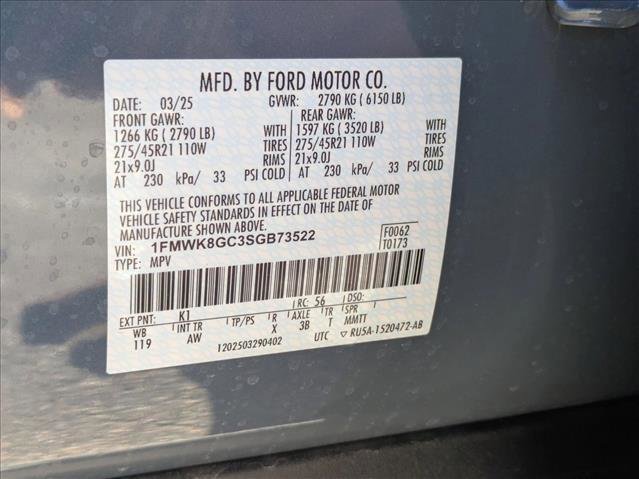 MFD. BY FORD MOTOR CO.
DATE: 03/25 GVWR: 2790 KG ( 6150 LB)
FRONT GAWR: REAR GAWR:
1266 KG ( 2790 LB) WITH 1597 KG ( 3520 LB) WITH
275/45R21 110W TIRES 275/45R21 110W TIRES
21x9.0J RIMS 21x9.0J RIMS
AT 230 kPa/ 33 PSI COLD AT 230 kPa/ 33 PSI COLD
THIS VEHICLE CONFORMS TO ALL APPLICABLE FEDERAL MOTOR
VEHICLE SAFETY STANDARDS IN EFFECT ON THE DATE OF
MANUFACTURE SHOWN ABOVE.
VIN: 1FMWK8GC3SGB73522 F0062
TYPE: MPV T0173
EXT PNT: K1 RC: 56 DSO:
WB INT TR TP/PS R AXLE TR SPR
119 AW X 3B T MMTT
1202503290402 UTC ▽ RU5A-1520472-AB